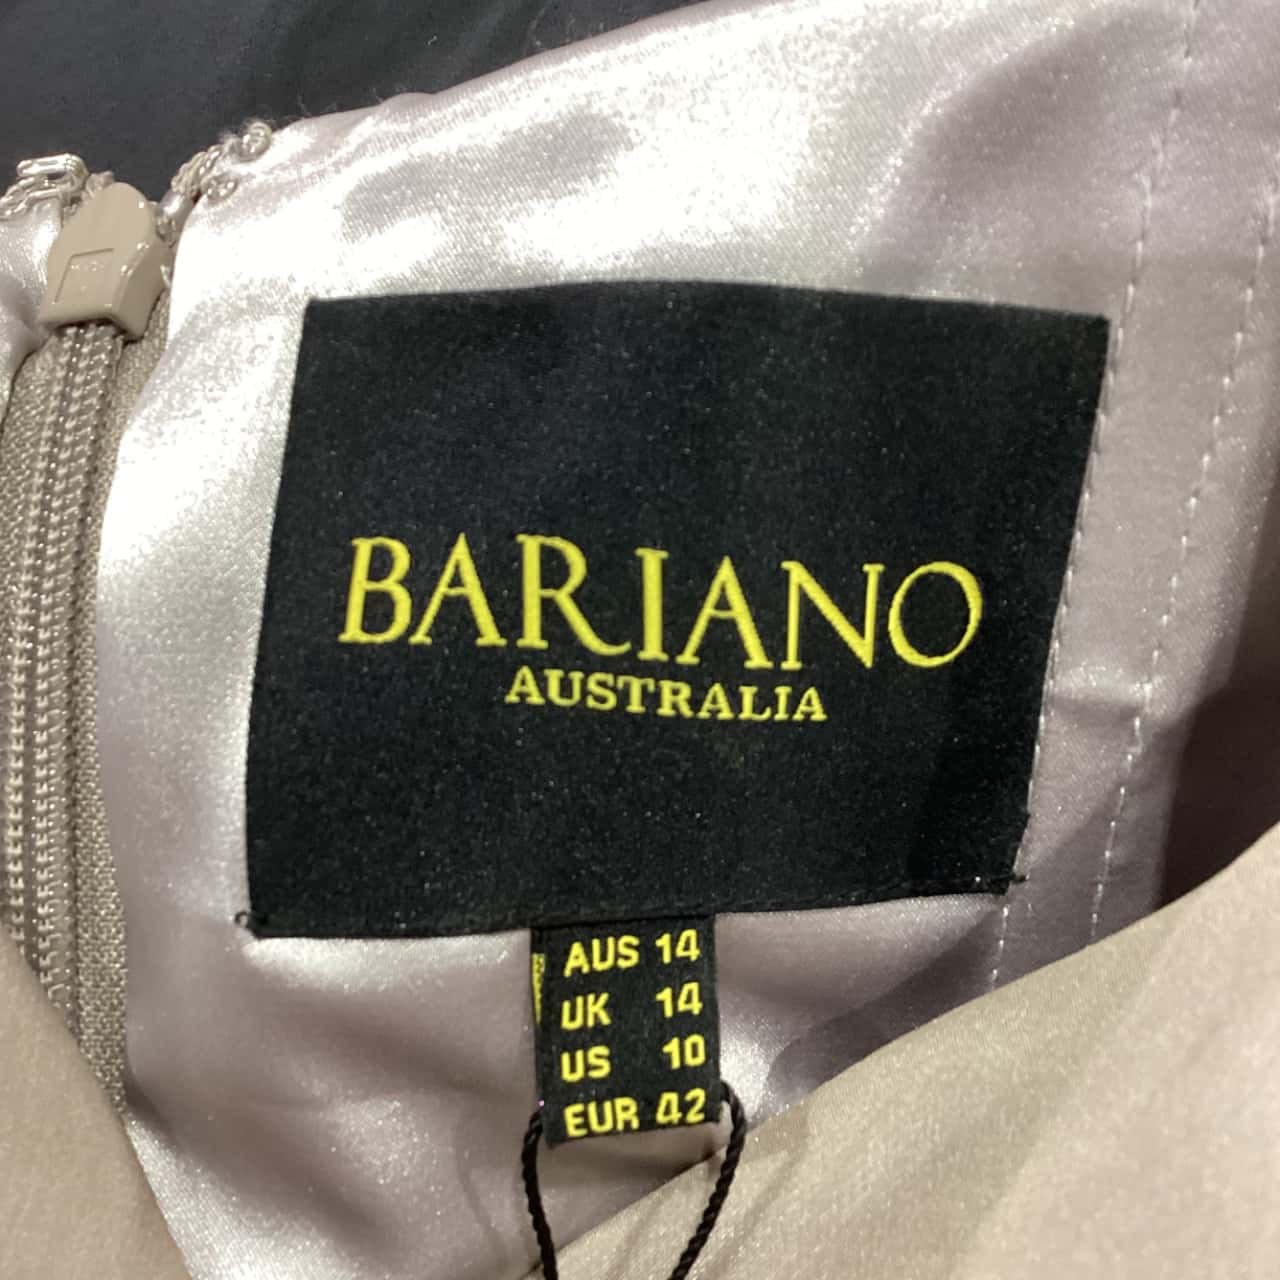 BARIANO
AUSTRALIA
AUS 14
UK 14
US 10
EUR 42